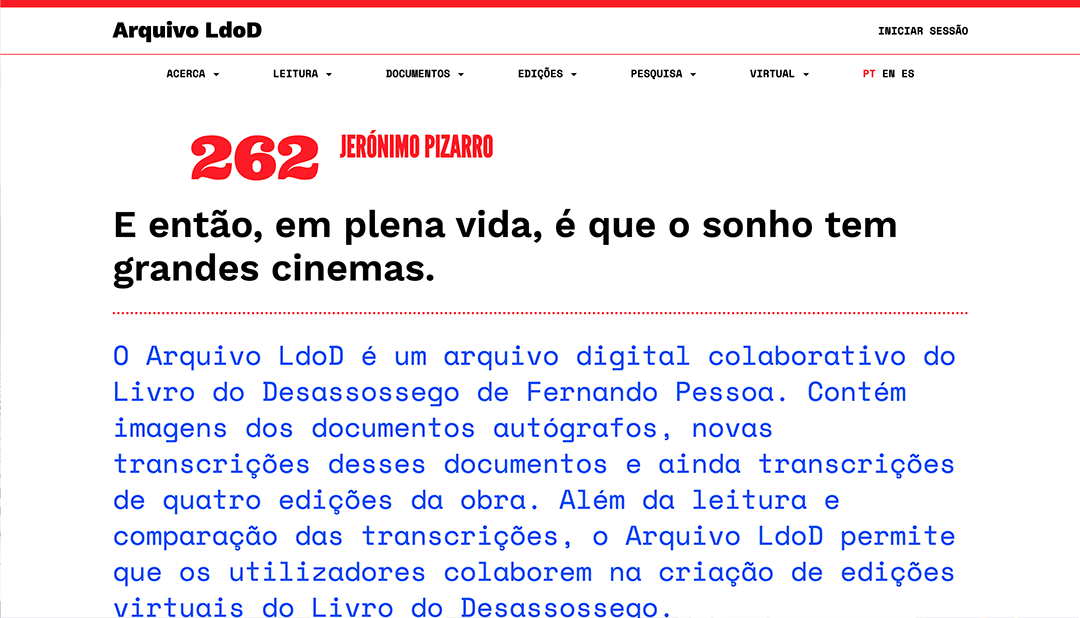 Arquivo LdoD
INICIAR SESSÃO
ACERCA LEITURA DOCUMENTOS EDIÇÕES PESQUISA VIRTUAL PT EN ES
262 JERÓNIMO PIZARRO
E então, em plena vida, é que o sonho tem
grandes cinemas.
O Arquivo LdoD é um arquivo digital colaborativo do
Livro do Desassossego de Fernando Pessoa. Contém
imagens dos documentos autógrafos, novas
transcrições desses documentos e ainda transcrições
de quatro edições da obra. Além da leitura e
comparação das transcrições, o Arquivo LdoD permite
que os utilizadores colaborem na criação de edições
virtuais do Livro do Desassossego.